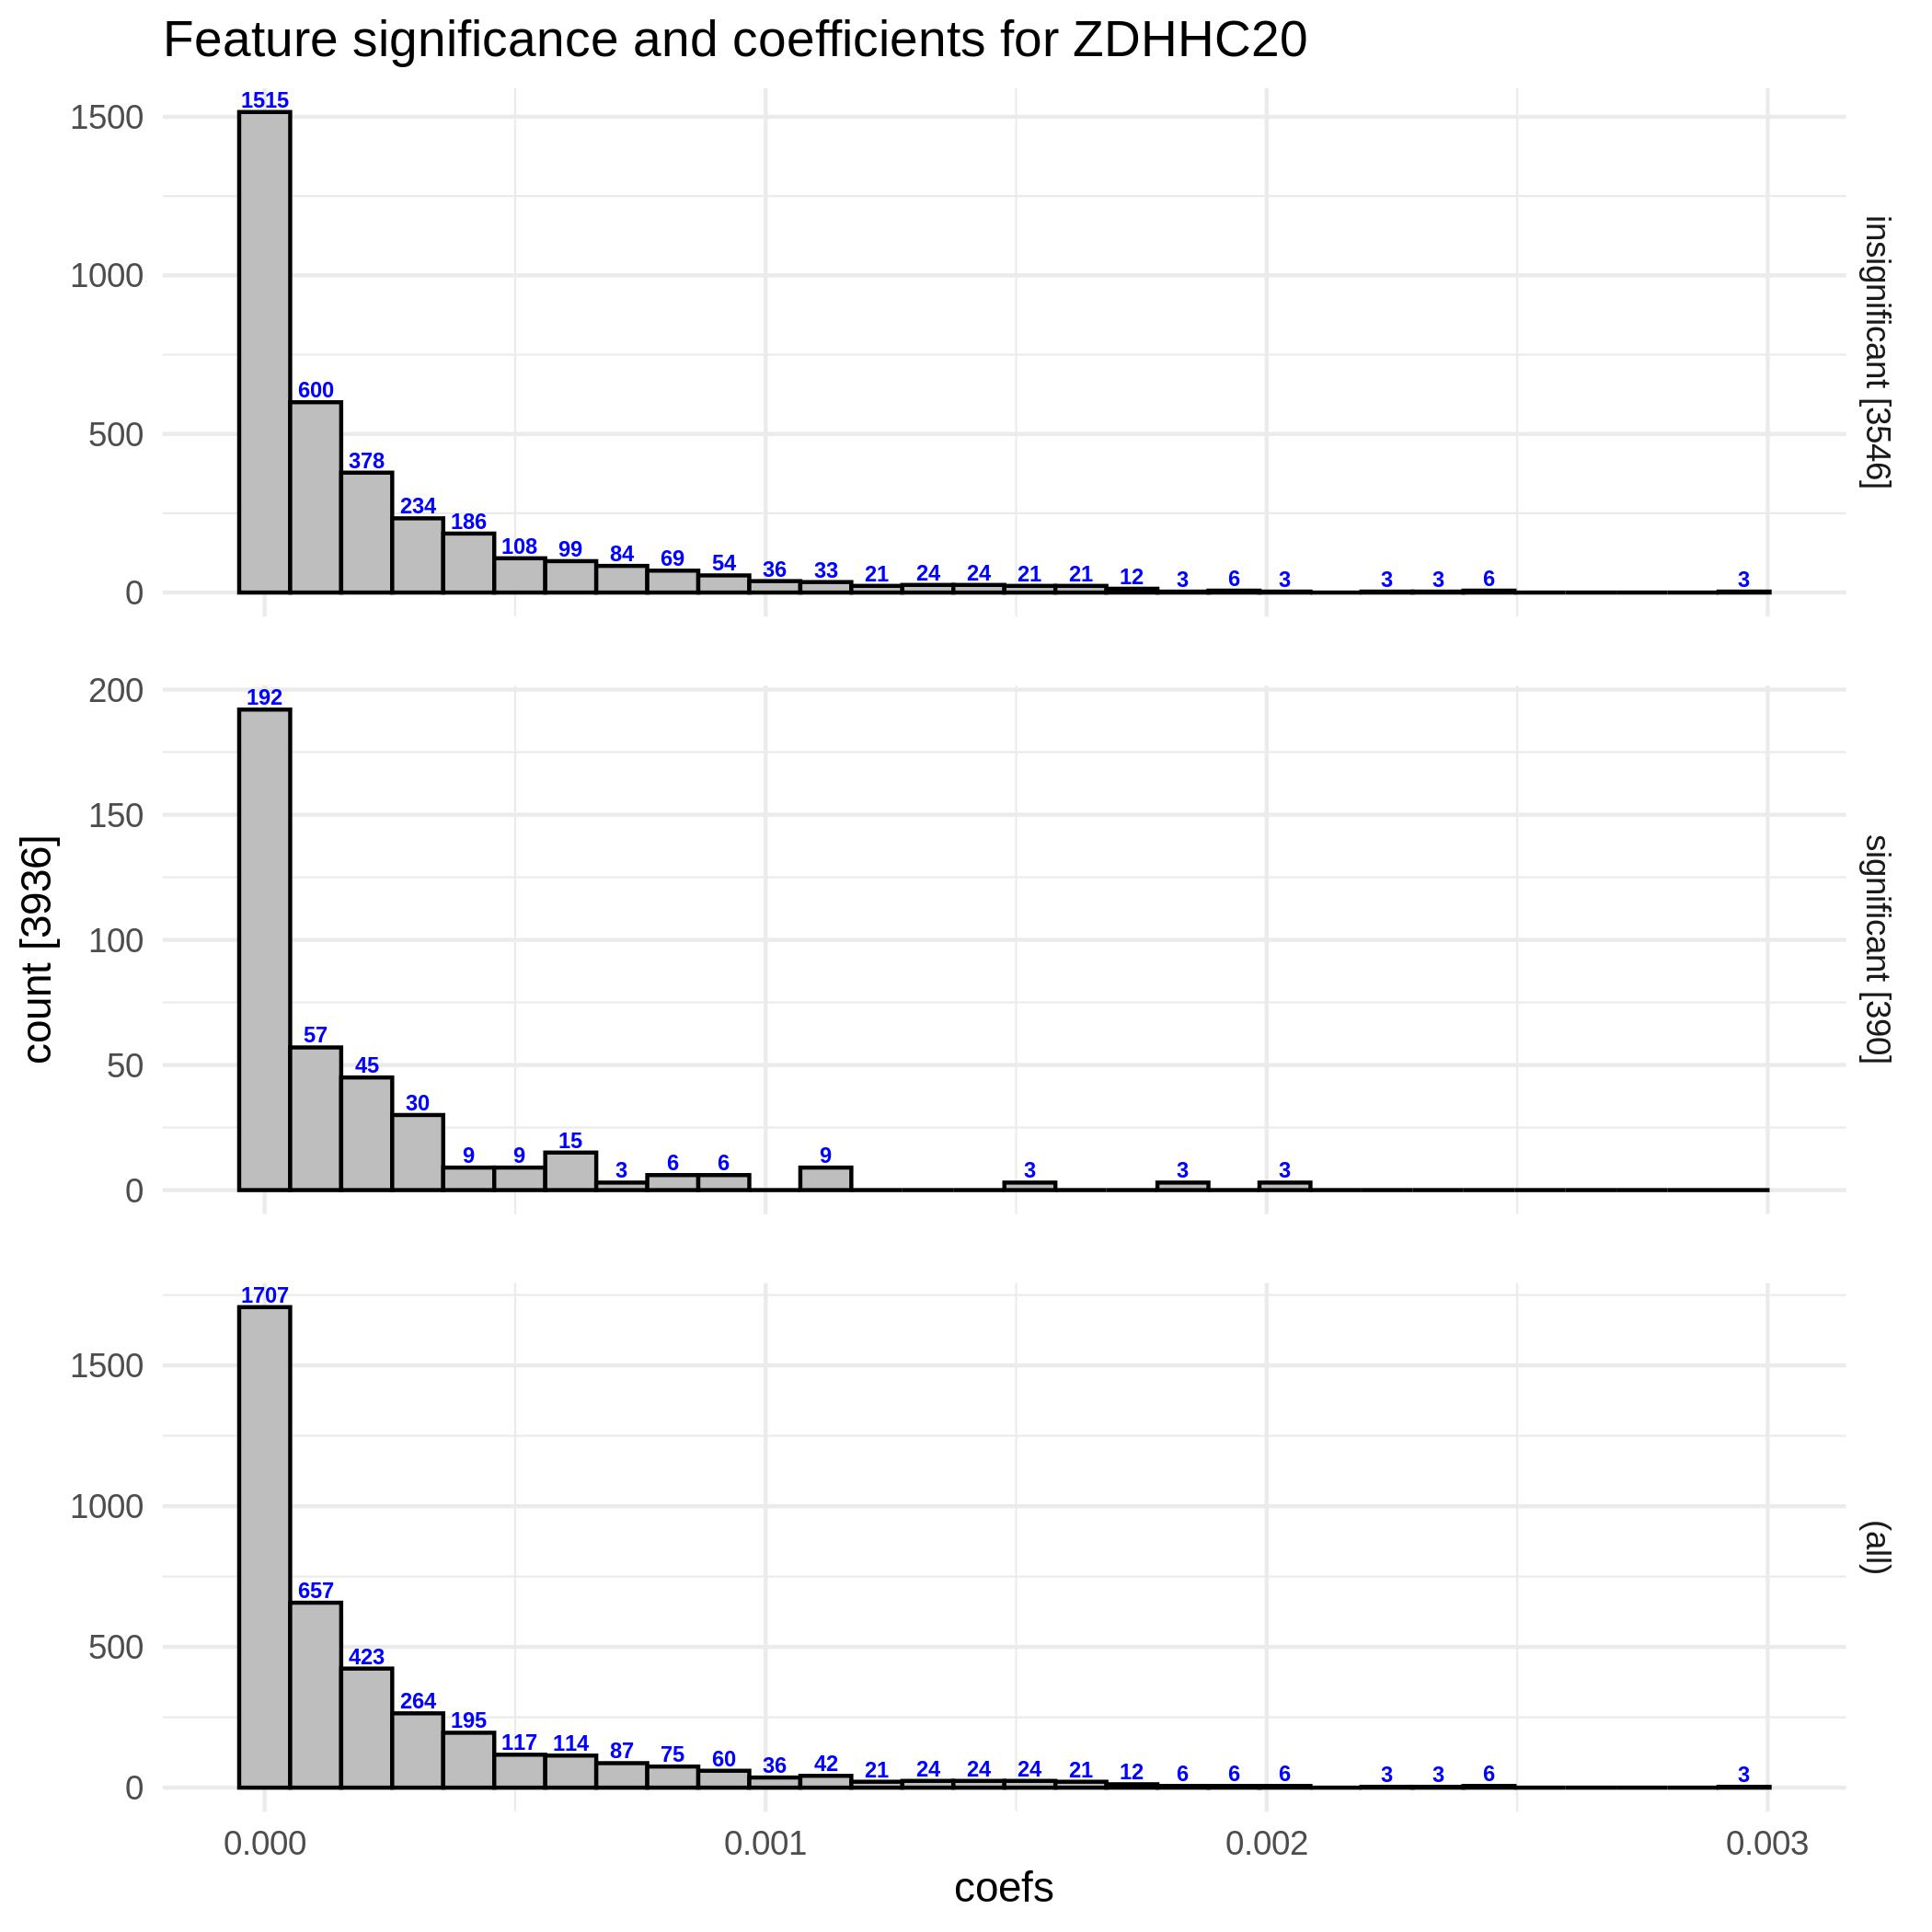 Feature significance and coefficients for ZDHHC20
1515
1500
1000
600
500
378
234
186
108 99 84 69 54 36 33 21 24 24 21 21 12 3 6 3 3 3 6 3
0
insignificant [3546]
200
192
150
100
57
50
45
30
9 9 15 3 6 6 9 3 3 3
0
significant [390]
count [3936]
1707
1500
1000
657
500
423
264
195
117 114 87 75 60 36 42 21 24 24 24 21 12 6 6 6 3 3 6 3
0
(all)
0.000 0.001 0.002 0.003
coefs